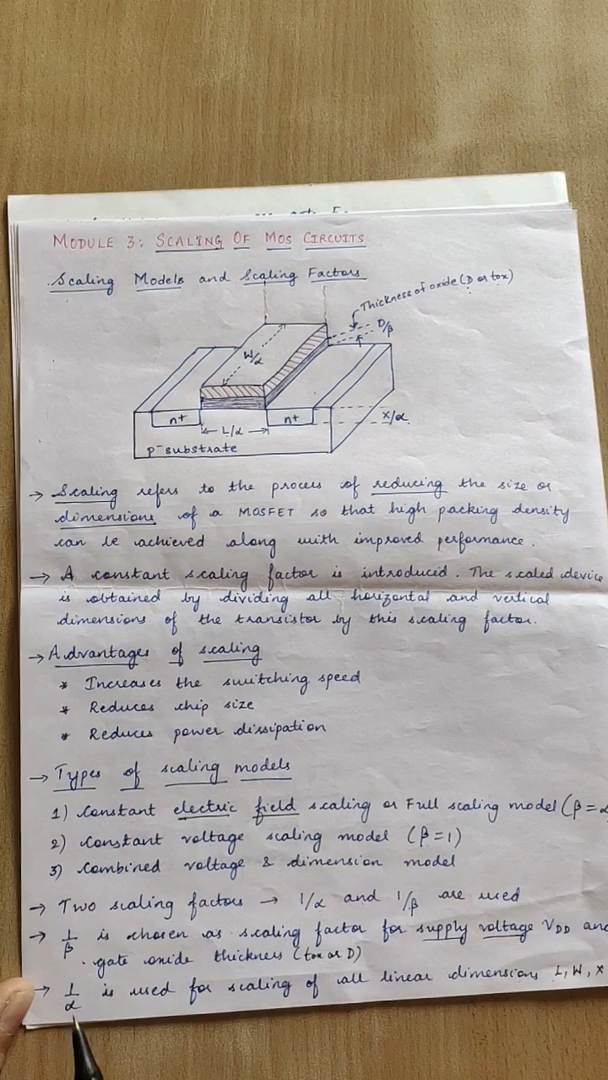 MODULE 3: SCALING OF MOS CIRCUITS
Scaling Models and Scaling Factors
Thickness of oxide (D or tox)
D/β
W/α
n+
L/α
n+
X/α
p⁻ substrate
→ Scaling refers to the process of reducing the size or
dimensions of a MOSFET so that high packing density
can be achieved along with improved performance.
→ A constant scaling factor is introduced. The scaled device
is obtained by dividing all horizontal and vertical
dimensions of the transistor by this scaling factor.
→ Advantages of scaling
* Increases the switching speed
* Reduces chip size
* Reduces power dissipation
→ Types of scaling models
1) Constant electric field scaling or Full scaling model (β=α
2) Constant voltage scaling model (β=1)
3) Combined voltage & dimension model
→ Two scaling factors → 1/α and 1/β are used
→ 1/β is chosen as scaling factor for supply voltage VDD and
gate oxide thickness (tox or D)
→ 1/α is used for scaling of all linear dimensions L, W, X